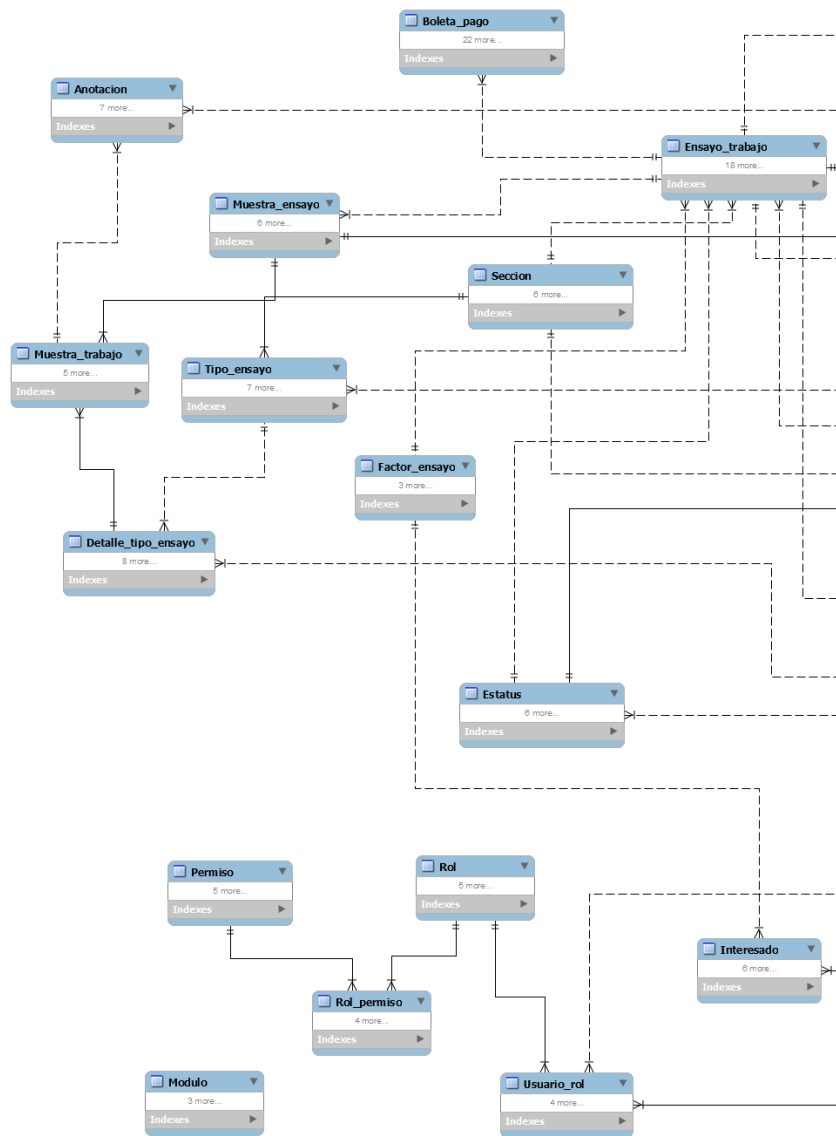 Boleta_pago
22 more...
Indexes
Anotacion
7 more...
Indexes
Ensayo_trabajo
18 more...
Indexes
Muestra_ensayo
6 more...
Indexes
Seccion
6 more...
Indexes
Muestra_trabajo
5 more...
Indexes
Tipo_ensayo
7 more...
Indexes
Factor_ensayo
3 more...
Indexes
Detalle_tipo_ensayo
8 more...
Indexes
Estatus
6 more...
Indexes
Permiso
5 more...
Indexes
Rol
5 more...
Indexes
Interesado
6 more...
Indexes
Rol_permiso
4 more...
Indexes
Modulo
3 more...
Indexes
Usuario_rol
4 more...
Indexes